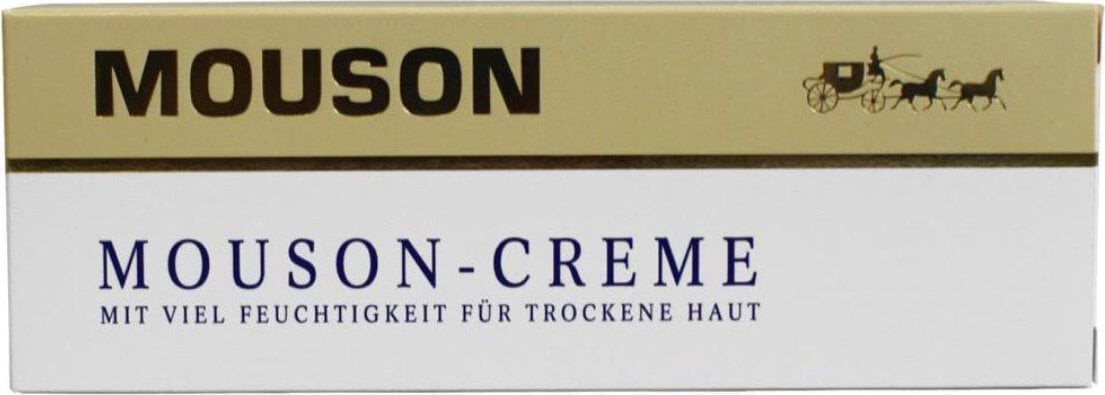 MOUSON
MOUSON-CREME
MIT VIEL FEUCHTIGKEIT FÜR TROCKENE HAUT